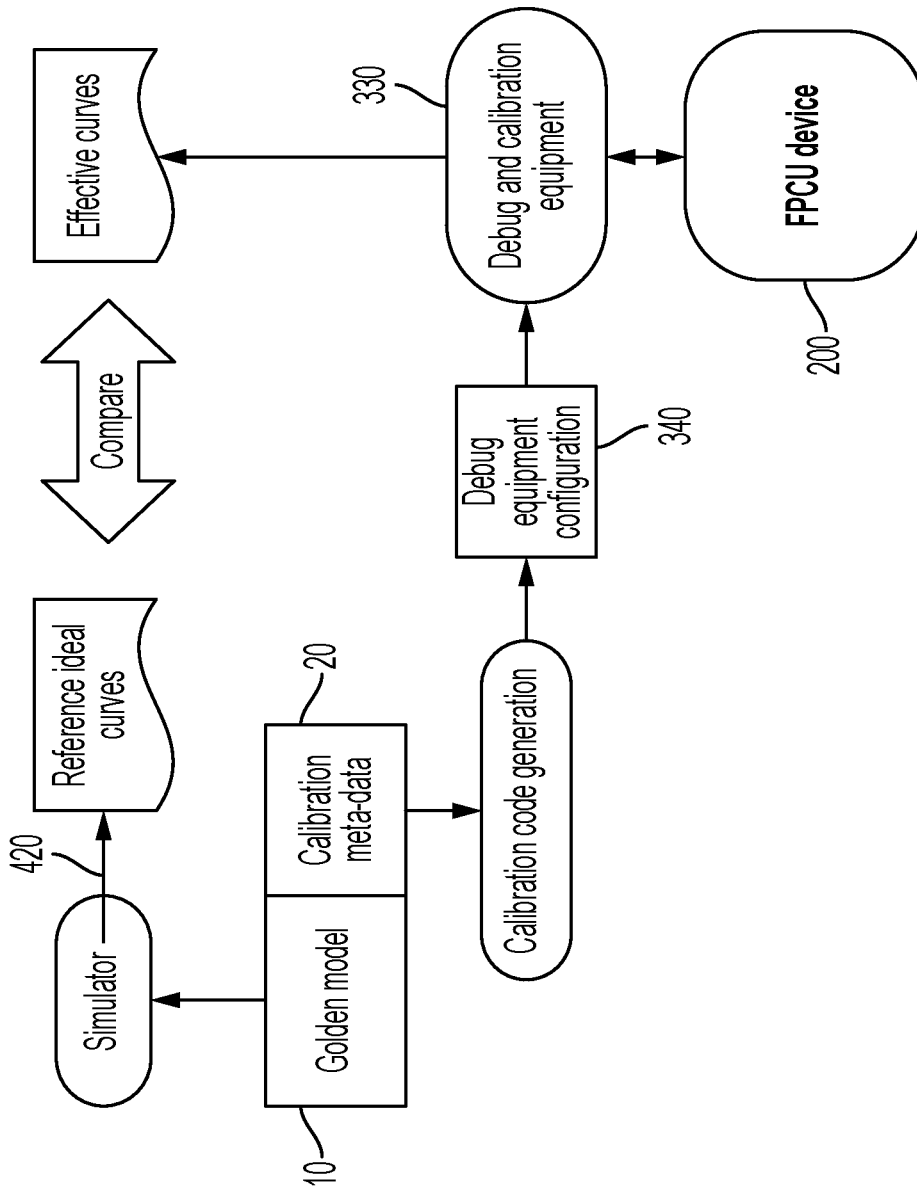 420
Simulator
Reference ideal
curves
Compare
Effective curves
10
Golden model
Calibration
meta-data
20
Calibration code generation
Debug
equipment
configuration
340
330
Debug and calibration
equipment
FPCU device
200